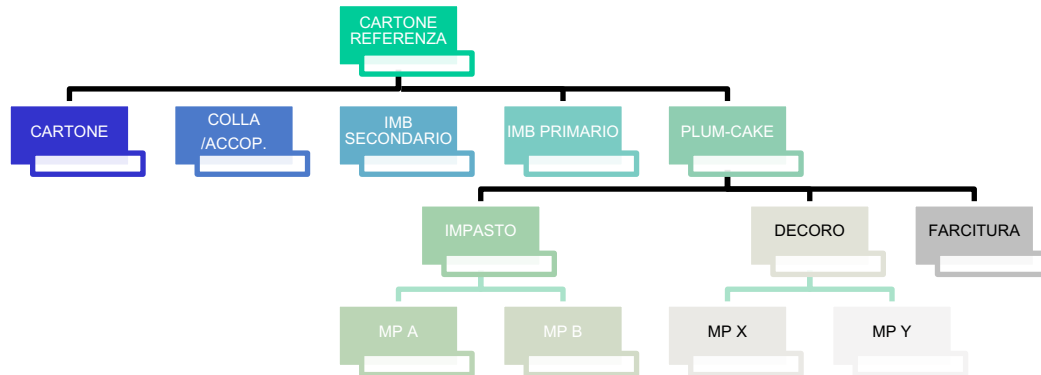 CARTONE
REFERENZA
CARTONE
COLLA
/ACCOP.
IMB
SECONDARIO
IMB PRIMARIO
PLUM-CAKE
IMPASTO
DECORO
FARCITURA
MP A
MP B
MP X
MP Y